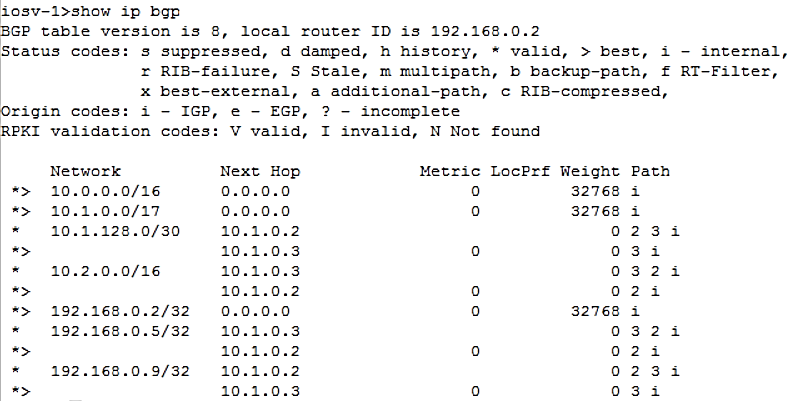 iosv-1>show ip bgp
BGP table version is 8, local router ID is 192.168.0.2
Status codes: s suppressed, d damped, h history, * valid, > best, i - internal,
              r RIB-failure, S Stale, m multipath, b backup-path, f RT-Filter,
              x best-external, a additional-path, c RIB-compressed,
Origin codes: i - IGP, e - EGP, ? - incomplete
RPKI validation codes: V valid, I invalid, N Not found

     Network          Next Hop            Metric LocPrf Weight Path
 *>  10.0.0.0/16      0.0.0.0                  0         32768 i
 *>  10.1.0.0/17      0.0.0.0                  0         32768 i
 *   10.1.128.0/30    10.1.0.2                               0 2 3 i
 *>                   10.1.0.3                 0             0 3 i
 *   10.2.0.0/16      10.1.0.3                               0 3 2 i
 *>                   10.1.0.2                 0             0 2 i
 *>  192.168.0.2/32   0.0.0.0                  0         32768 i
 *   192.168.0.5/32   10.1.0.3                               0 3 2 i
 *>                   10.1.0.2                 0             0 2 i
 *   192.168.0.9/32   10.1.0.2                               0 2 3 i
 *>                   10.1.0.3                 0             0 3 i